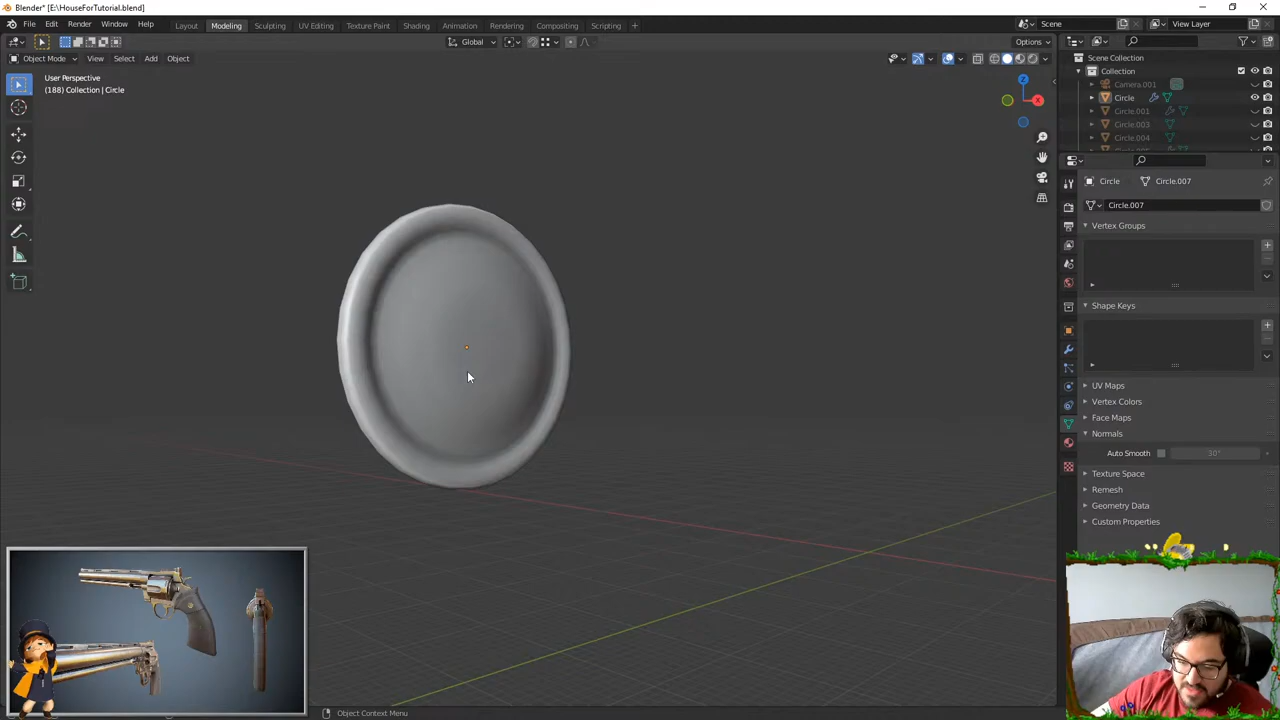 Blender* [E:\HouseForTutorial.blend]
File Edit Render Window Help Layout Modeling Sculpting UV Editing Texture Paint Shading Animation Rendering Compositing Scripting + Scene View Layer
Global Options
Object Mode View Select Add Object
User Perspective
(188) Collection | Circle
X
Z
Scene Collection
Collection
Camera.001
Circle
Circle.001
Circle.003
Circle.004
Circle Circle.007
Circle.007
Vertex Groups
Shape Keys
UV Maps
Vertex Colors
Face Maps
Normals
Auto Smooth 30°
Texture Space
Remesh
Geometry Data
Custom Properties
Object Context Menu